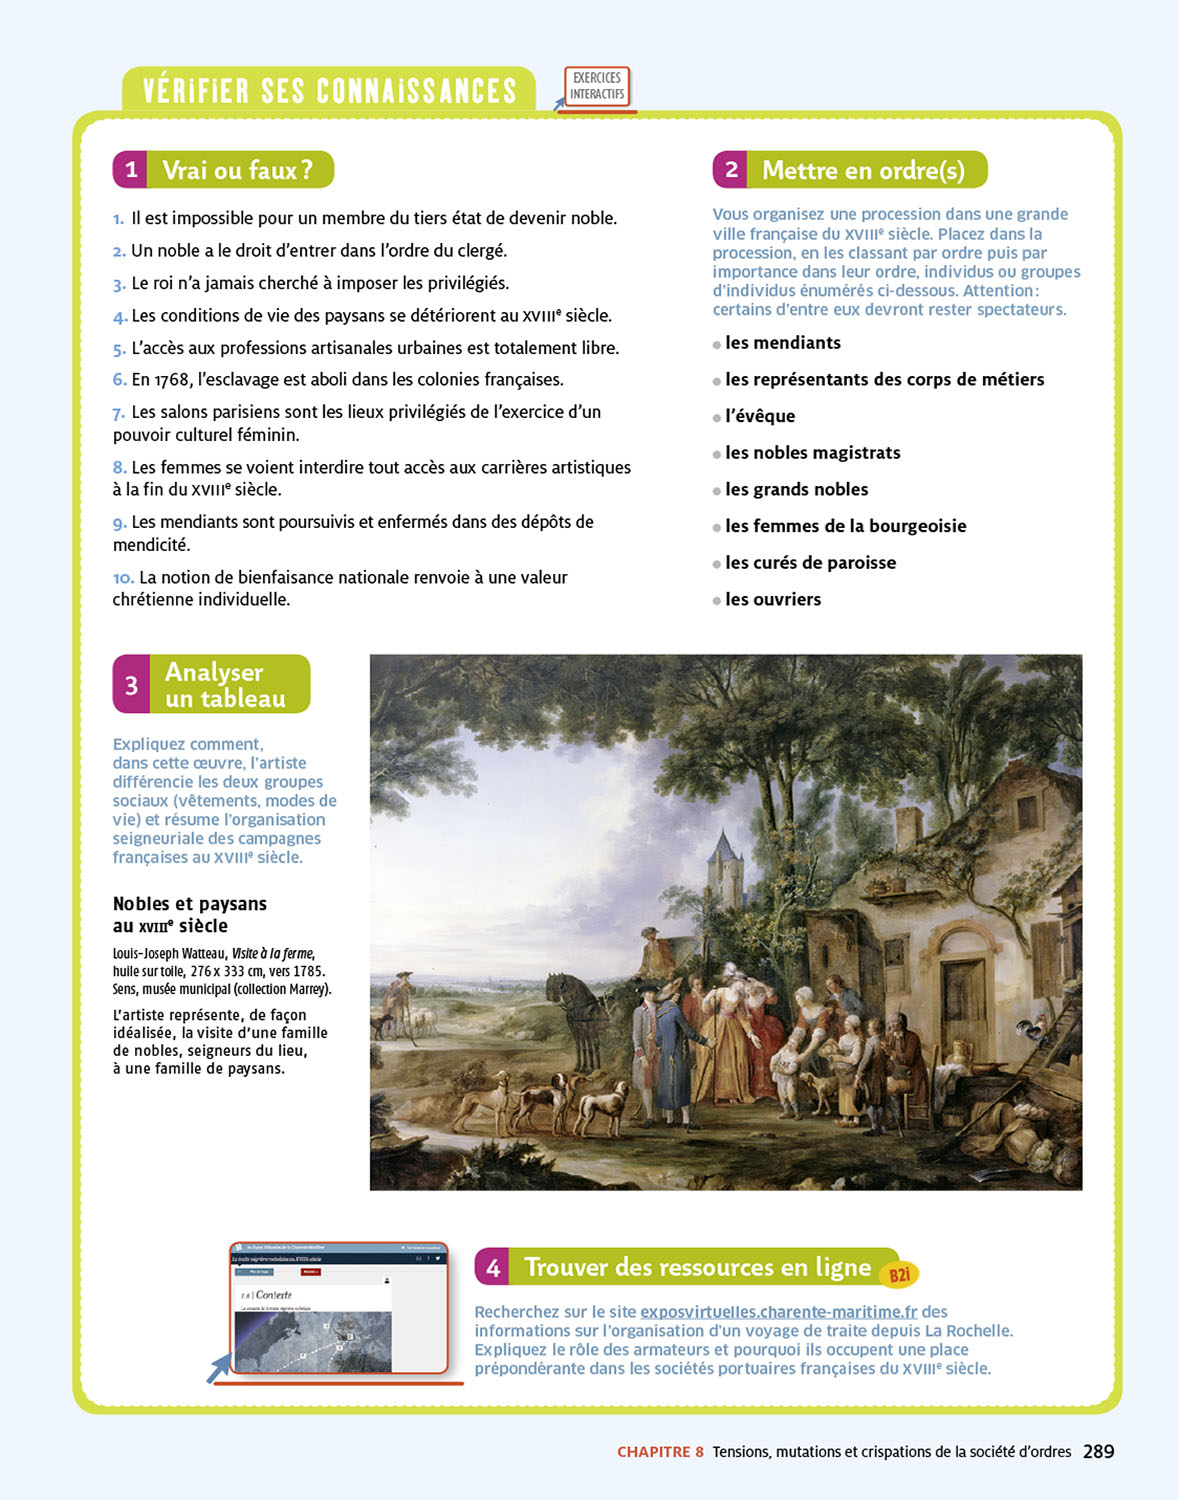 VÉRIFIER SES CONNAISSANCES
EXERCICES
INTERACTIFS
1 Vrai ou faux ?
1. Il est impossible pour un membre du tiers état de devenir noble.
2. Un noble a le droit d'entrer dans l'ordre du clergé.
3. Le roi n'a jamais cherché à imposer les privilégiés.
4. Les conditions de vie des paysans se détériorent au XVIIIe siècle.
5. L'accès aux professions artisanales urbaines est totalement libre.
6. En 1768, l'esclavage est aboli dans les colonies françaises.
7. Les salons parisiens sont les lieux privilégiés de l'exercice d'un
pouvoir culturel féminin.
8. Les femmes se voient interdire tout accès aux carrières artistiques
à la fin du XVIIIe siècle.
9. Les mendiants sont poursuivis et enfermés dans des dépôts de
mendicité.
10. La notion de bienfaisance nationale renvoie à une valeur
chrétienne individuelle.
2 Mettre en ordre(s)
Vous organisez une procession dans une grande
ville française du XVIIIe siècle. Placez dans la
procession, en les classant par ordre puis par
importance dans leur ordre, individus ou groupes
d'individus énumérés ci-dessous. Attention :
certains d'entre eux devront rester spectateurs.
• les mendiants
• les représentants des corps de métiers
• l'évêque
• les nobles magistrats
• les grands nobles
• les femmes de la bourgeoisie
• les curés de paroisse
• les ouvriers
3 Analyser
un tableau
Expliquez comment,
dans cette œuvre, l'artiste
différencie les deux groupes
sociaux (vêtements, modes de
vie) et résume l'organisation
seigneuriale des campagnes
françaises au XVIIIe siècle.
Nobles et paysans
au XVIIIe siècle
Louis-Joseph Watteau, Visite à la ferme,
huile sur toile, 276 x 333 cm, vers 1785.
Sens, musée municipal (collection Marrey).
L'artiste représente, de façon
idéalisée, la visite d'une famille
de nobles, seigneurs du lieu,
à une famille de paysans.
La traite négrière rochelaise au XVIIIe siècle
Contexte
4 Trouver des ressources en ligne
B2i
Recherchez sur le site exposvirtuelles.charente-maritime.fr des
informations sur l'organisation d'un voyage de traite depuis La Rochelle.
Expliquez le rôle des armateurs et pourquoi ils occupent une place
prépondérante dans les sociétés portuaires françaises du XVIIIe siècle.
CHAPITRE 8 Tensions, mutations et crispations de la société d'ordres 289